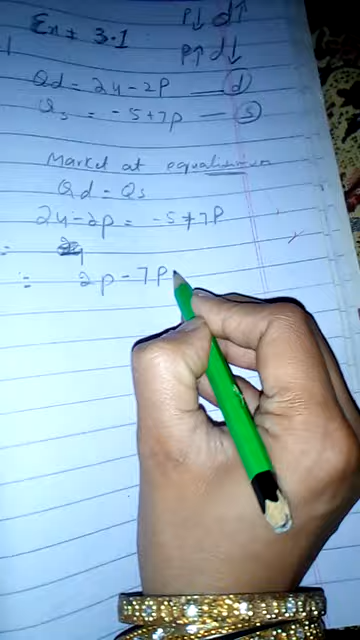 Ex # 3.1
P↓ d↑
P↑ d↓
Qd = 24 - 2P — d
Qs = -5+7P — s
Market at equalibrium
Qd = Qs
24 - 2P = -5+7P
= 2P - 7P